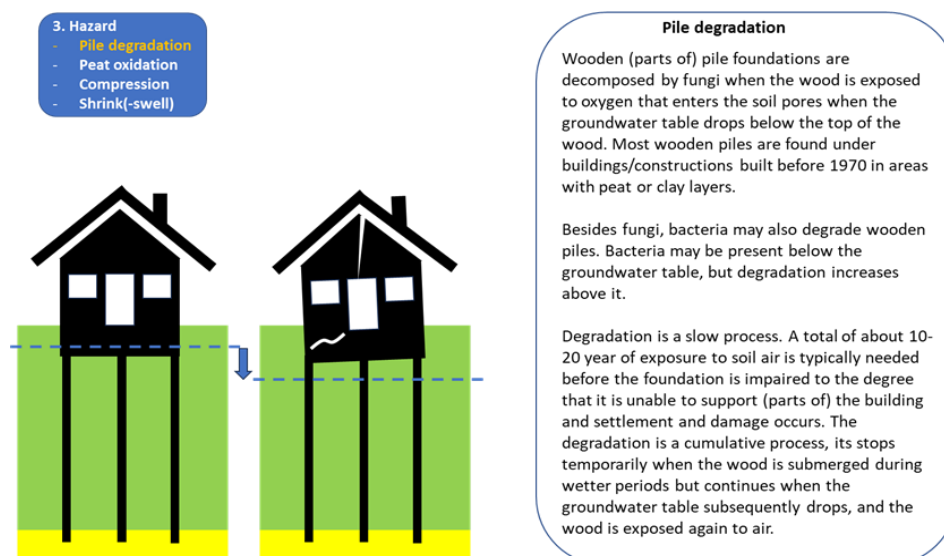 3. Hazard
- Pile degradation
- Peat oxidation
- Compression
- Shrink(-swell)
Pile degradation
Wooden (parts of) pile foundations are
decomposed by fungi when the wood is exposed
to oxygen that enters the soil pores when the
groundwater table drops below the top of the
wood. Most wooden piles are found under
buildings/constructions built before 1970 in areas
with peat or clay layers.
Besides fungi, bacteria may also degrade wooden
piles. Bacteria may be present below the
groundwater table, but degradation increases
above it.
Degradation is a slow process. A total of about 10-
20 year of exposure to soil air is typically needed
before the foundation is impaired to the degree
that it is unable to support (parts of) the building
and settlement and damage occurs. The
degradation is a cumulative process, its stops
temporarily when the wood is submerged during
wetter periods but continues when the
groundwater table subsequently drops, and the
wood is exposed again to air.